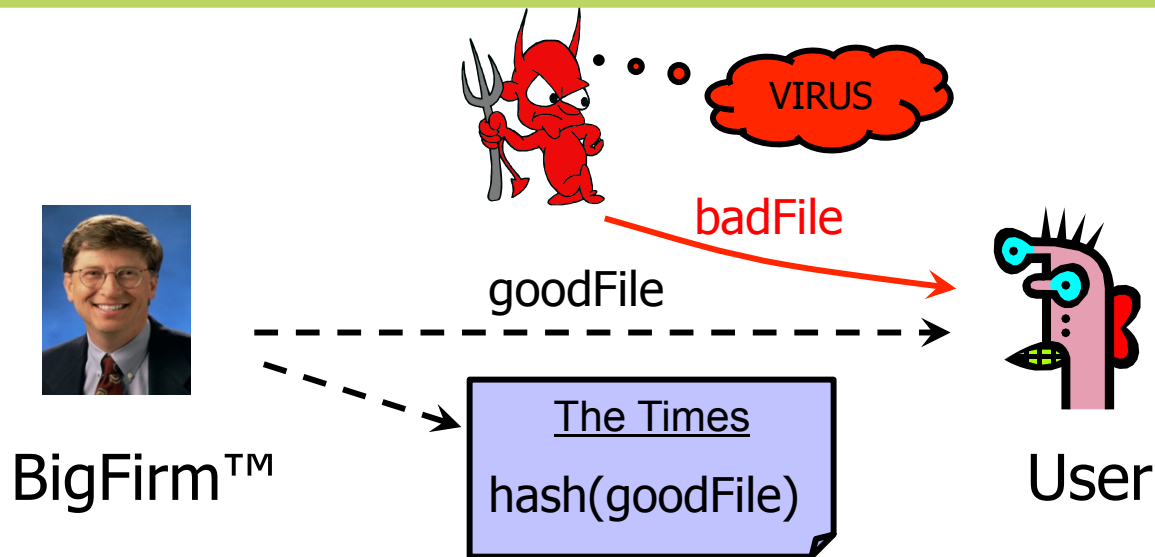 VIRUS
badFile
goodFile
The Times
hash(goodFile)
BigFirm™
User